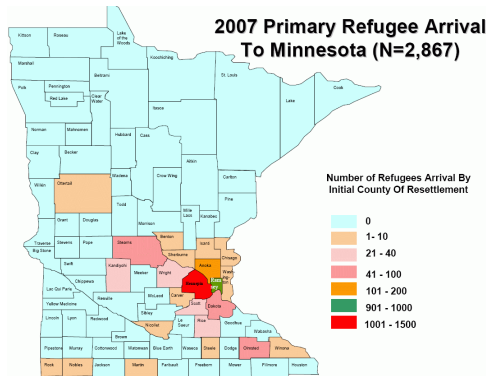 2007 Primary Refugee Arrival
To Minnesota (N=2,867)
Kittson Roseau Lake of the Woods
Koochiching
Marshall
St. Louis
Cook
Beltrami
Lake
Polk Pennington
Red Lake
Clear Water
Itasca
Norman Mahnomen
Hubbard Cass
Clay Becker
Aitkin
Wadena Crow Wing Carlton
Wilkin Ottertail
Todd
Mille Lacs Kanabec Pine
Grant Douglas
Morrison
Traverse Stevens Pope Stearns Benton
Big Stone
Sherburne Isanti Chisago
Swift
Kandiyohi Meeker Wright Anoka
Chippewa
Lac Qui Parle
Renville McLeod Carver
Yellow Medicine
Sibley Scott Dakota
Lincoln Lyon Redwood
Nicollet Le Sueur Rice Goodhue
Wabasha
Brown
Pipestone Murray Cottonwood Watonwan Blue Earth Waseca Steele Dodge Olmsted Winona
Rock Nobles Jackson Martin Faribault Freeborn Mower Fillmore Houston
Number of Refugees Arrival By
Initial County Of Resettlement
0
1 - 10
21 - 40
41 - 100
101 - 200
901 - 1000
1001 - 1500